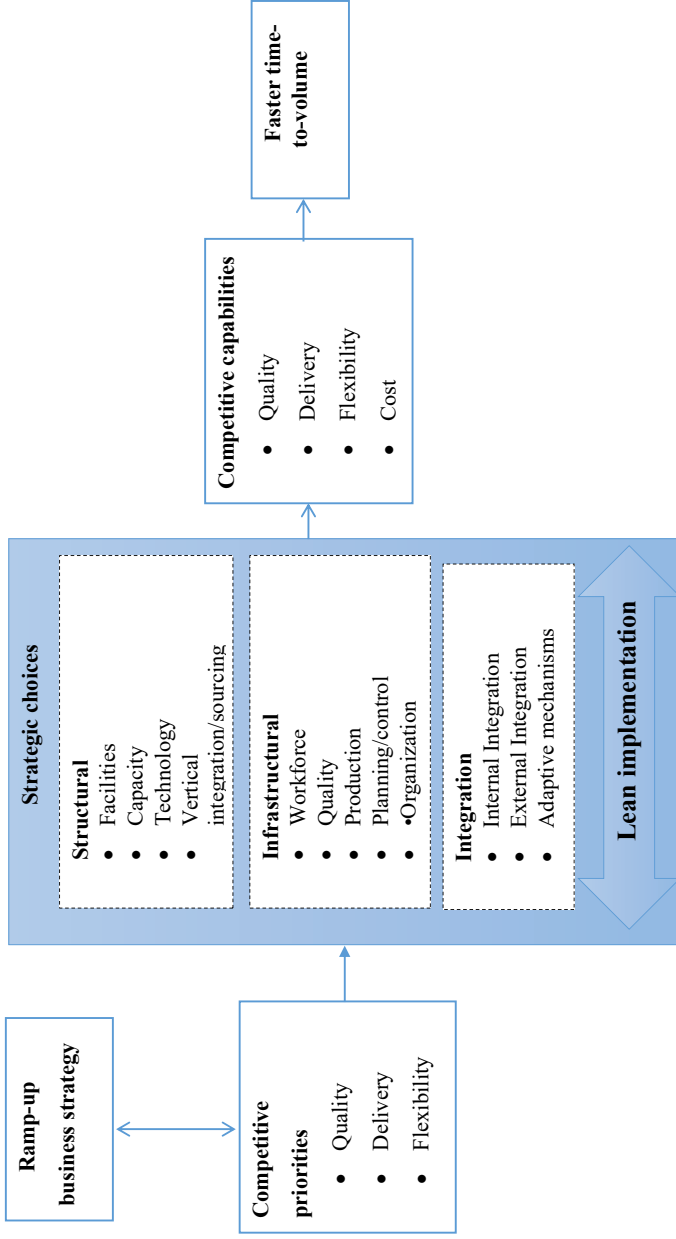 Ramp-up
business strategy
Competitive
priorities
• Quality
• Delivery
• Flexibility
Strategic choices
Structural
• Facilities
• Capacity
• Technology
• Vertical
integration/sourcing
Infrastructural
• Workforce
• Quality
• Production
• Planning/control
• •Organization
Integration
• Internal Integration
• External Integration
• Adaptive mechanisms
Lean implementation
Competitive capabilities
• Quality
• Delivery
• Flexibility
• Cost
Faster time-
to-volume